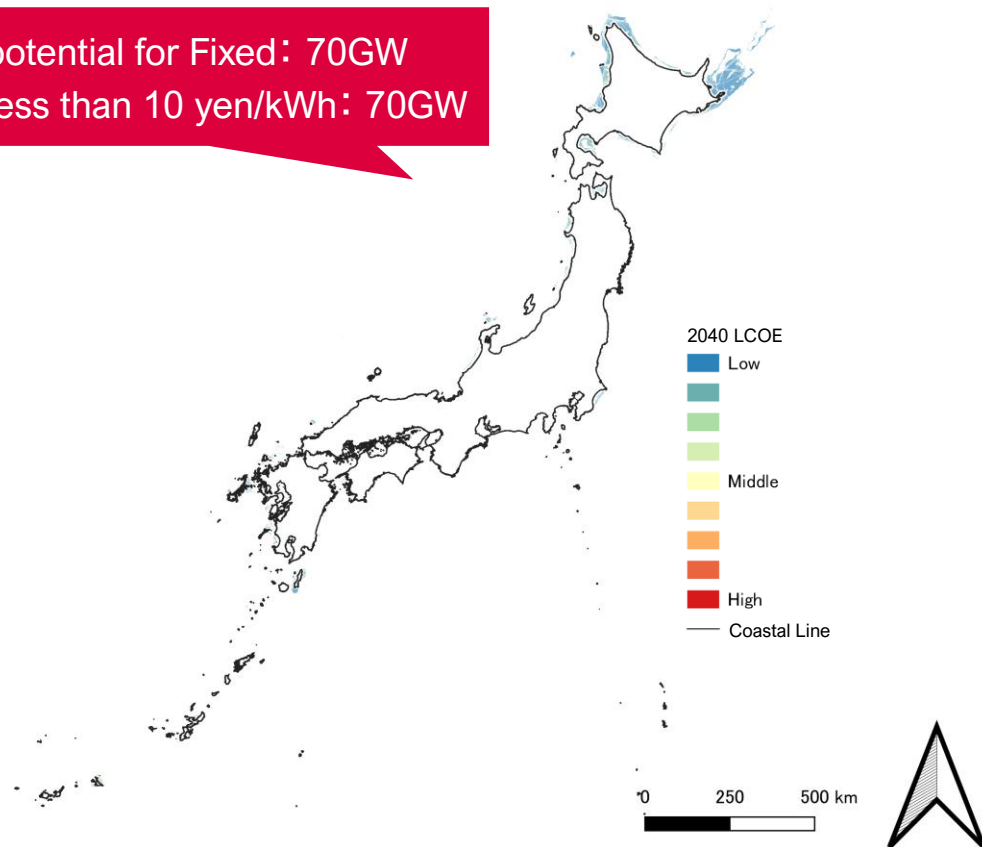 potential for Fixed：70GW
less than 10 yen/kWh：70GW
2040 LCOE
Low
Middle
High
Coastal Line
0 250 500 km